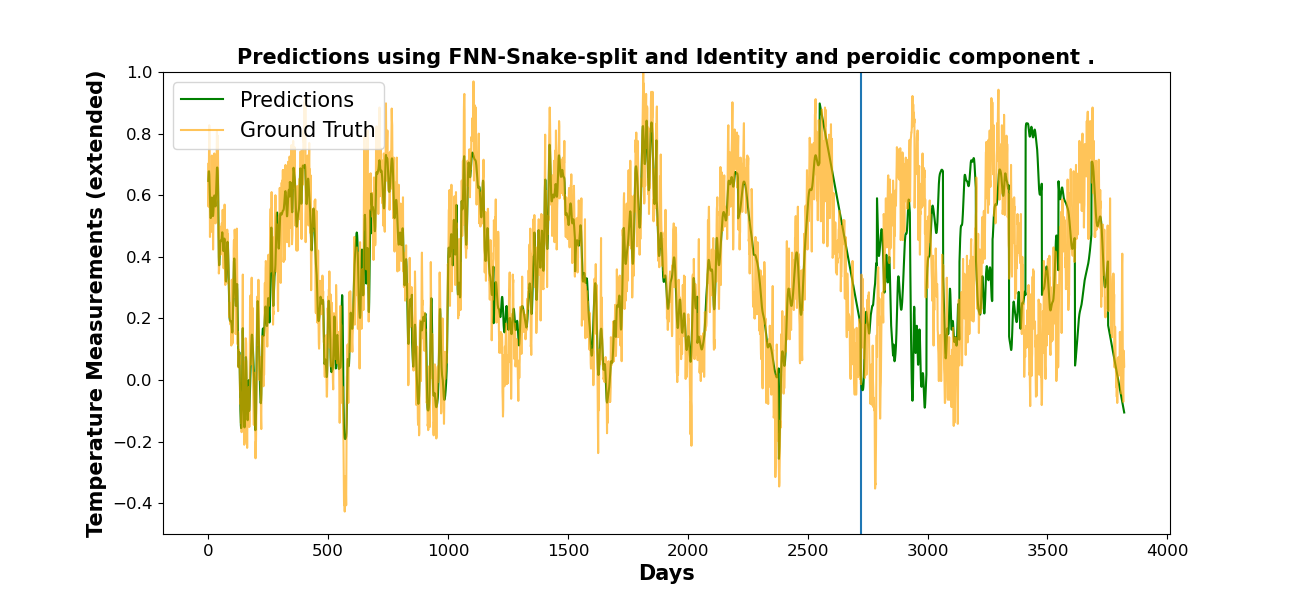 Predictions using FNN-Snake-split and Identity and peroidic component .
Temperature Measurements (extended)
1.0
0.8
0.6
0.4
0.2
0.0
−0.2
−0.4
Predictions
Ground Truth
0 500 1000 1500 2000 2500 3000 3500 4000
Days